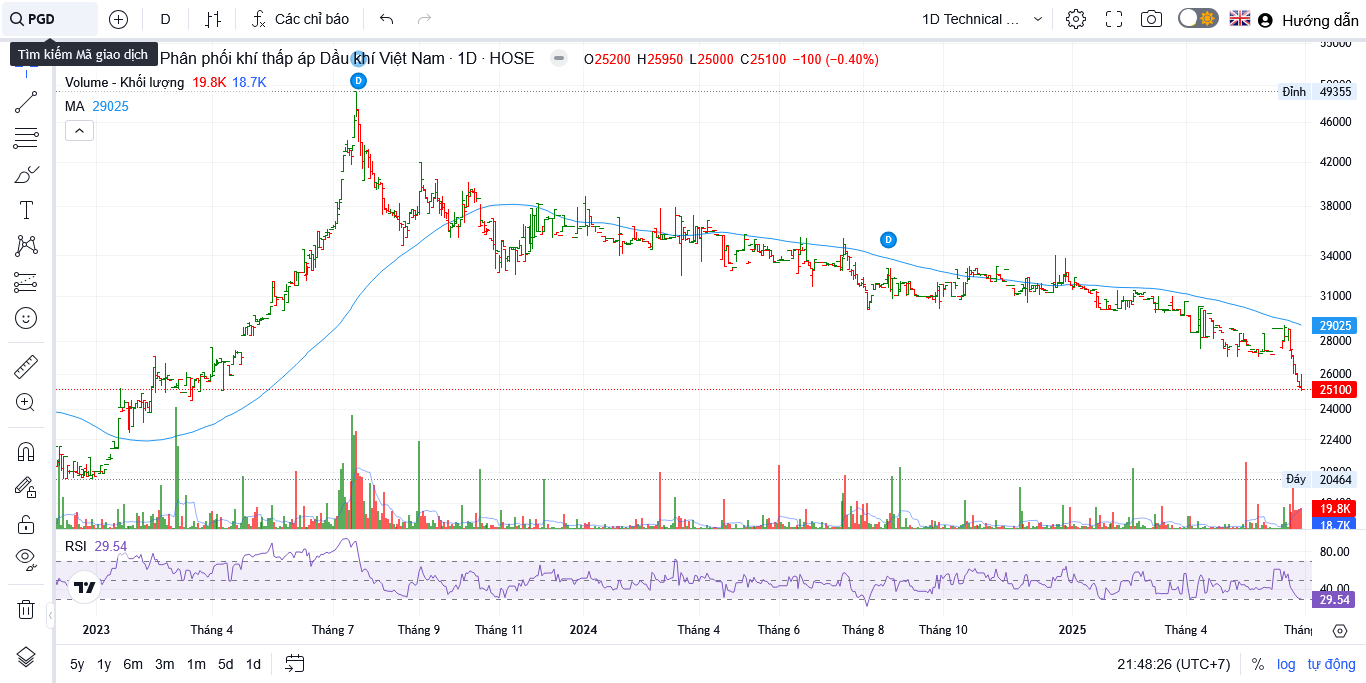 PGD
D
Các chỉ báo
1D Technical ...
Hướng dẫn
Tìm kiếm Mã giao dịch
Phân phối khí thấp áp Dầu khí Việt Nam · 1D · HOSE
O25200 H25950 L25000 C25100 −100 (−0.40%)
Volume - Khối lượng 19.8K 18.7K
MA 29025
D
D
55000
Đỉnh 49355
46000
42000
38000
34000
31000
29025
28000
26000
25100
24000
22400
20800
Đáy 20464
19.8K
18.7K
RSI 29.54
80.00
40.00
29.54
2023 Tháng 4 Tháng 7 Tháng 9 Tháng 11 2024 Tháng 4 Tháng 6 Tháng 8 Tháng 10 2025 Tháng 4
5y 1y 6m 3m 1m 5d 1d
21:48:26 (UTC+7) % log tự động